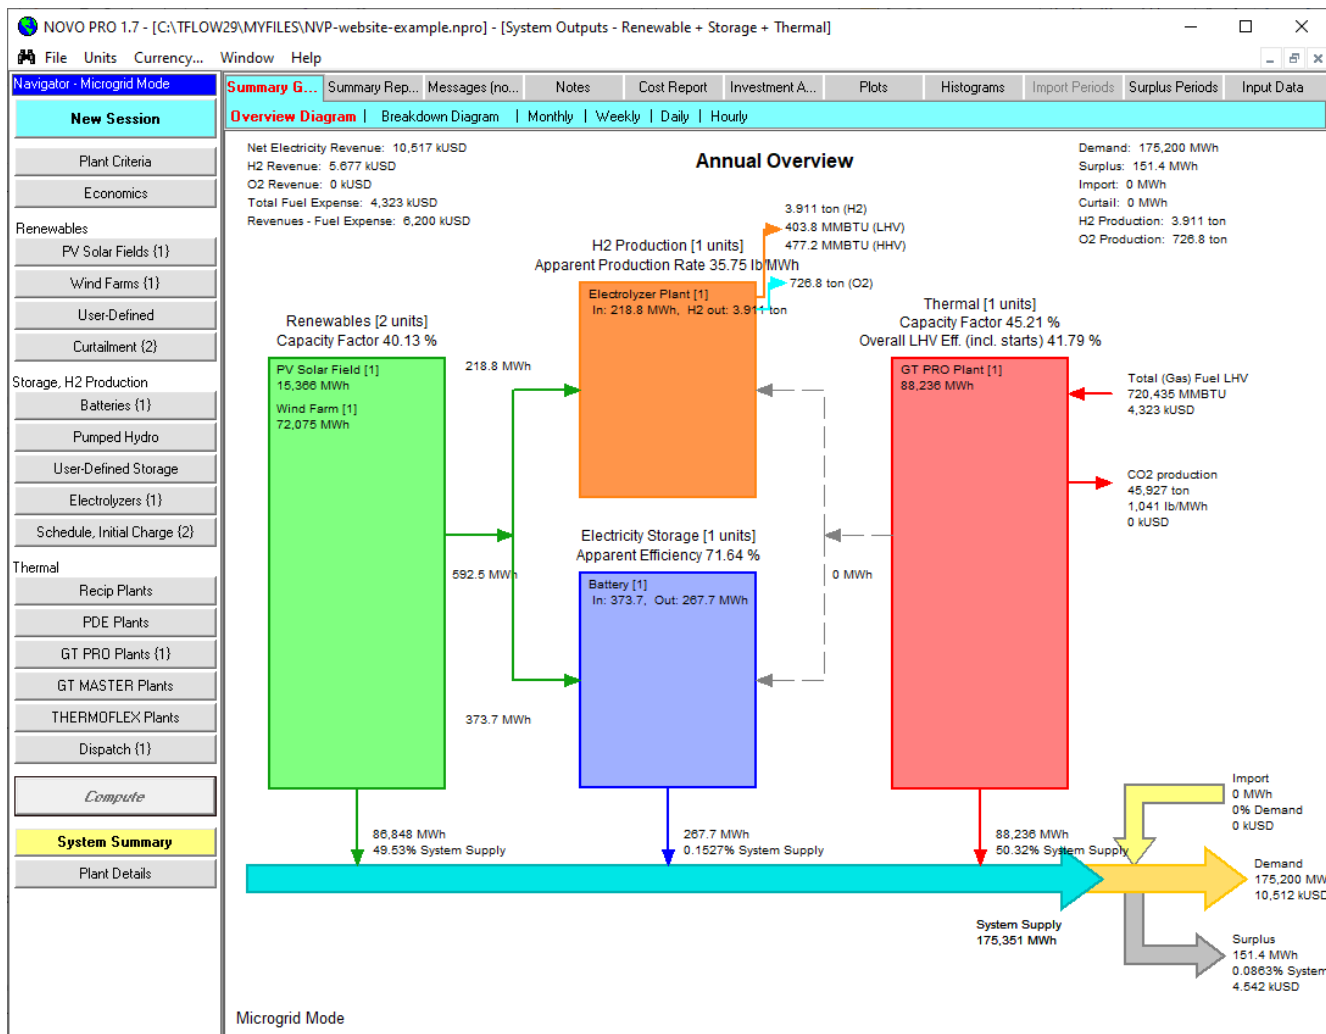 NOVO PRO 1.7 - [C:\TFLOW29\MYFILES\NVP-website-example.npro] - [System Outputs - Renewable + Storage + Thermal]
File Units Currency... Window Help
Navigator - Microgrid Mode
New Session
Plant Criteria
Economics
Renewables
PV Solar Fields {1}
Wind Farms {1}
User-Defined
Curtailment {2}
Storage, H2 Production
Batteries {1}
Pumped Hydro
User-Defined Storage
Electrolyzers {1}
Schedule, Initial Charge {2}
Thermal
Recip Plants
PDE Plants
GT PRO Plants {1}
GT MASTER Plants
THERMOFLEX Plants
Dispatch {1}
Compute
System Summary
Plant Details
Summary G... Summary Rep... Messages (no... Notes Cost Report Investment A... Plots Histograms Import Periods Surplus Periods Input Data
Overview Diagram | Breakdown Diagram | Monthly | Weekly | Daily | Hourly
Net Electricity Revenue: 10,517 kUSD
H2 Revenue: 5.677 kUSD
O2 Revenue: 0 kUSD
Total Fuel Expense: 4,323 kUSD
Revenues - Fuel Expense: 6,200 kUSD
Annual Overview
Demand: 175,200 MWh
Surplus: 151.4 MWh
Import: 0 MWh
Curtail: 0 MWh
H2 Production: 3.911 ton
O2 Production: 726.8 ton
3.911 ton (H2)
403.8 MMBTU (LHV)
477.2 MMBTU (HHV)
H2 Production [1 units]
Apparent Production Rate 35.75 lb/MWh
726.8 ton (O2)
Electrolyzer Plant [1]
In: 218.8 MWh, H2 out: 3.911 ton
Renewables [2 units]
Capacity Factor 40.13 %
PV Solar Field [1]
15,366 MWh
Wind Farm [1]
72,075 MWh
218.8 MWh
592.5 MWh
373.7 MWh
Electricity Storage [1 units]
Apparent Efficiency 71.64 %
Battery [1]
In: 373.7, Out: 267.7 MWh
0 MWh
Thermal [1 units]
Capacity Factor 45.21 %
Overall LHV Eff. (incl. starts) 41.79 %
GT PRO Plant [1]
88,236 MWh
Total (Gas) Fuel LHV
720,435 MMBTU
4,323 kUSD
CO2 production
45,927 ton
1,041 lb/MWh
0 kUSD
86,848 MWh
49.53% System Supply
267.7 MWh
0.1527% System Supply
88,236 MWh
50.32% System Supply
Import
0 MWh
0% Demand
0 kUSD
Demand
175,200 MW
10,512 kUSD
System Supply
175,351 MWh
Surplus
151.4 MWh
0.0863% System
4.542 kUSD
Microgrid Mode